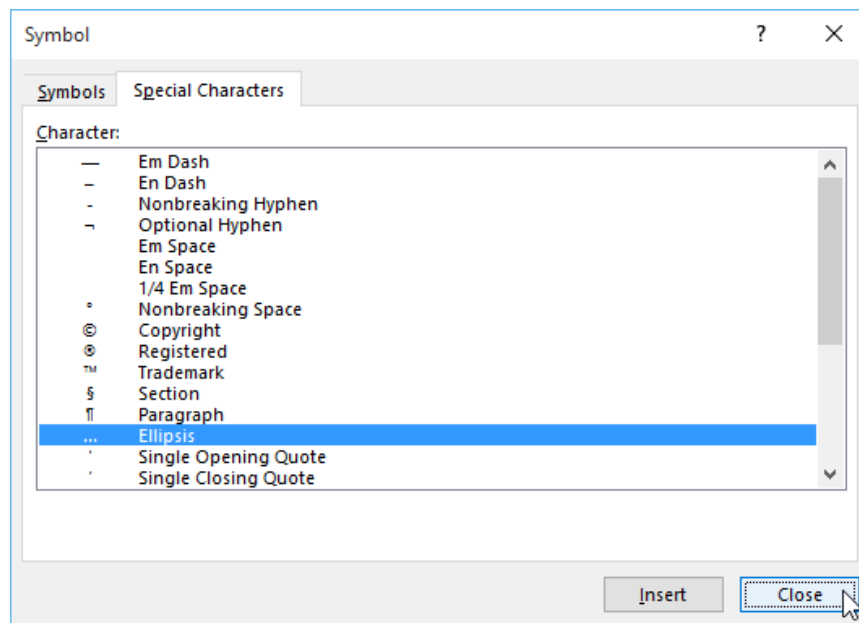 Symbol ?
Symbols Special Characters
Character:
— Em Dash
– En Dash
- Nonbreaking Hyphen
¬ Optional Hyphen
Em Space
En Space
1/4 Em Space
° Nonbreaking Space
© Copyright
® Registered
™ Trademark
§ Section
¶ Paragraph
… Ellipsis
‘ Single Opening Quote
’ Single Closing Quote
Insert Close